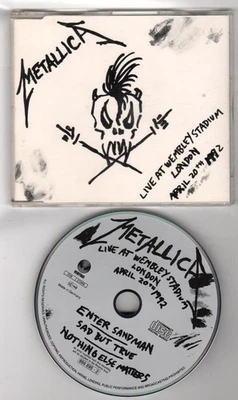 METALLICA
LIVE AT WEMBLEY STADIUM
LONDON
APRIL 20TH 1992
METALLICA
LIVE AT WEMBLEY STADIUM
LONDON
APRIL 20TH 1992
ENTER SANDMAN
SAD BUT TRUE
NOTHING ELSE MATTERS